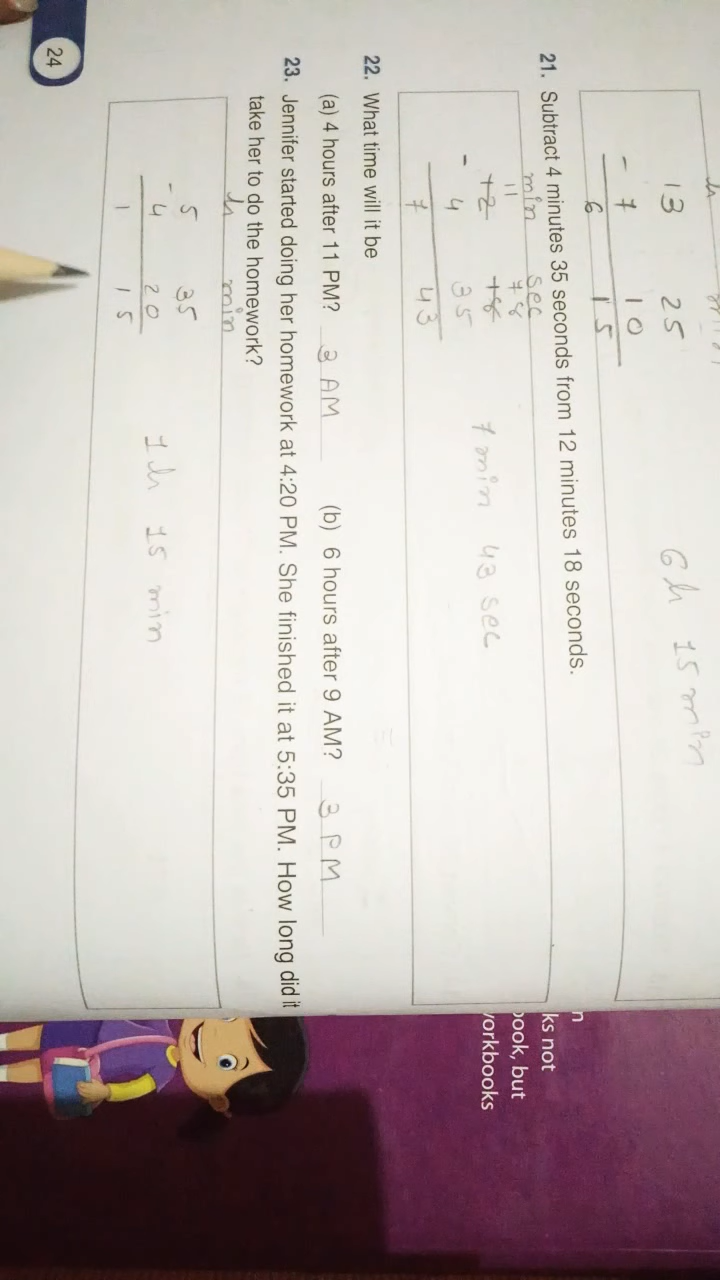 h
13 25
- 7 10
6 15
6 h 15 min
21. Subtract 4 minutes 35 seconds from 12 minutes 18 seconds.
min sec
11 78
12 18
- 4 35
7 43
7 min 43 sec
22. What time will it be
(a) 4 hours after 11 PM? 3 AM (b) 6 hours after 9 AM? 3 PM
23. Jennifer started doing her homework at 4:20 PM. She finished it at 5:35 PM. How long did it
take her to do the homework?
h min
5 35
- 4 20
1 15
1 h 15 min
24
ks not
book, but
workbooks